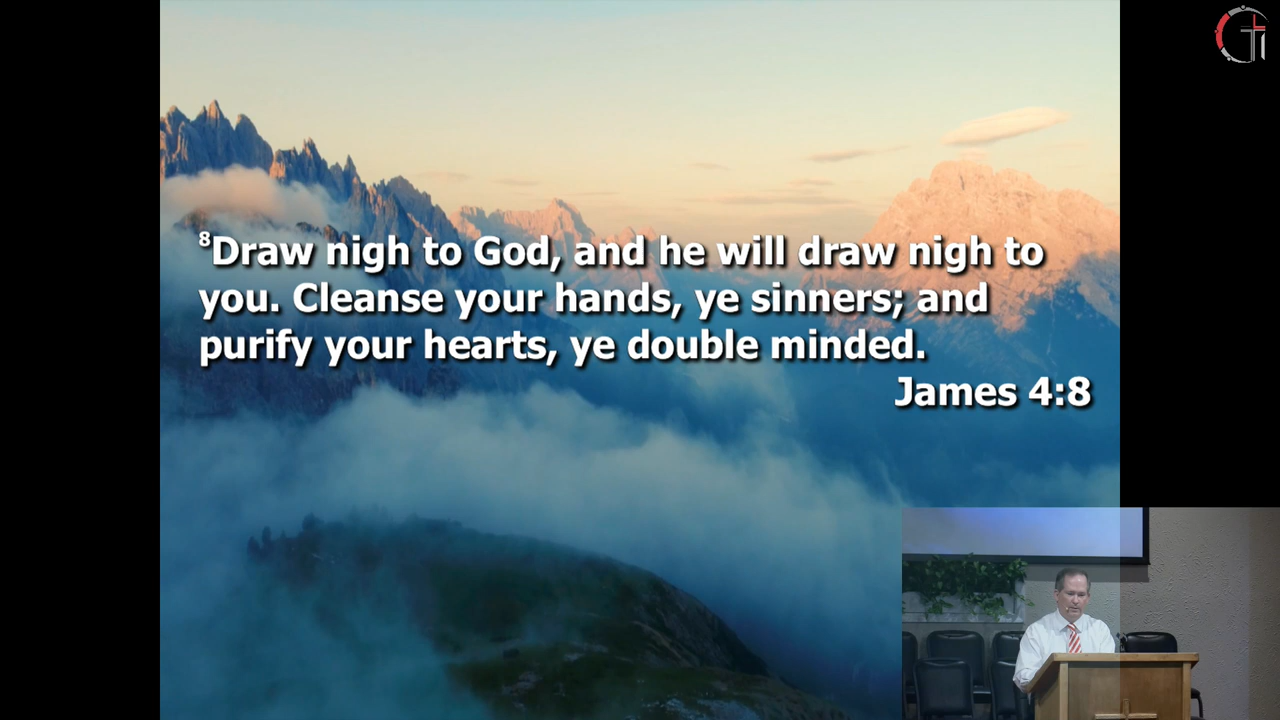 ⁸Draw nigh to God, and he will draw nigh to
you. Cleanse your hands, ye sinners; and
purify your hearts, ye double minded.
James 4:8